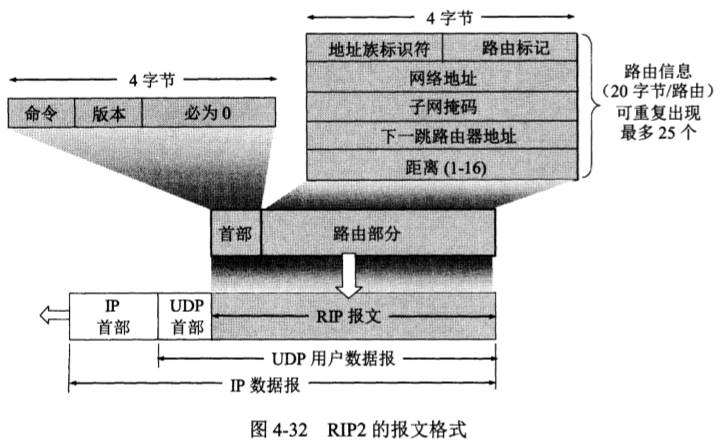 4 字节
地址族标识符 路由标记
网络地址
子网掩码
下一跳路由器地址
距离 (1-16)
路由信息
(20 字节/路由)
可重复出现
最多 25 个
4 字节
命令 版本 必为 0
首部 路由部分
IP
首部
UDP
首部
RIP 报文
UDP 用户数据报
IP 数据报
图 4-32 RIP2 的报文格式